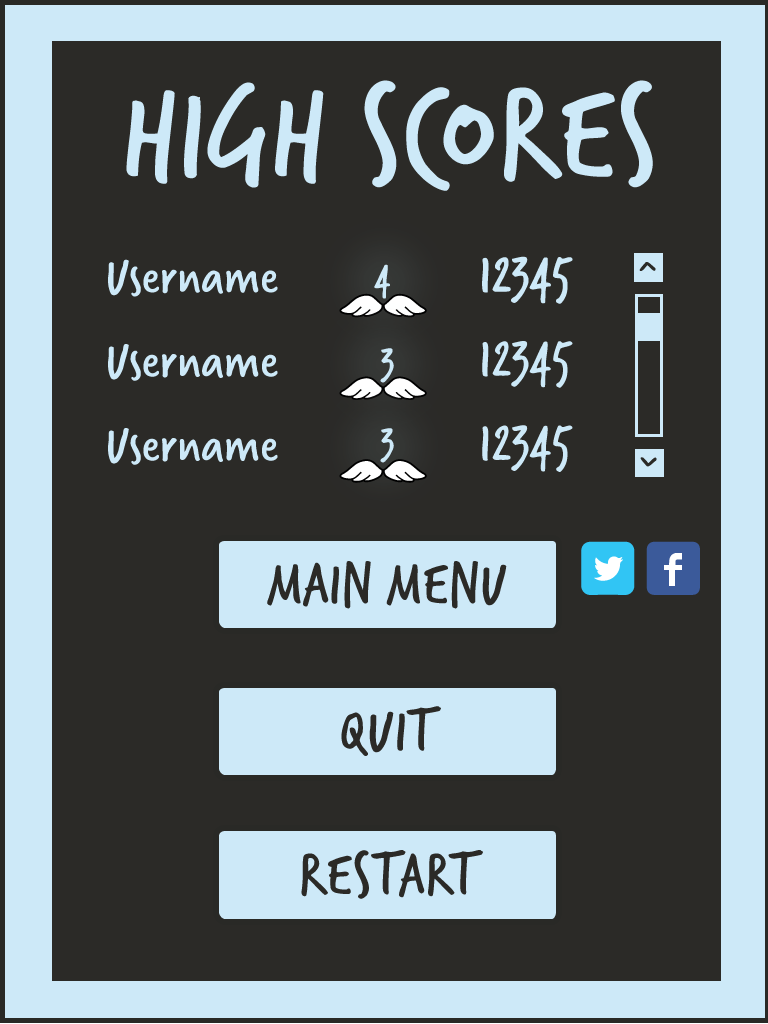 HIGH SCORES
Username 4 12345
Username 3 12345
Username 3 12345
MAIN MENU
QUIT
RESTART